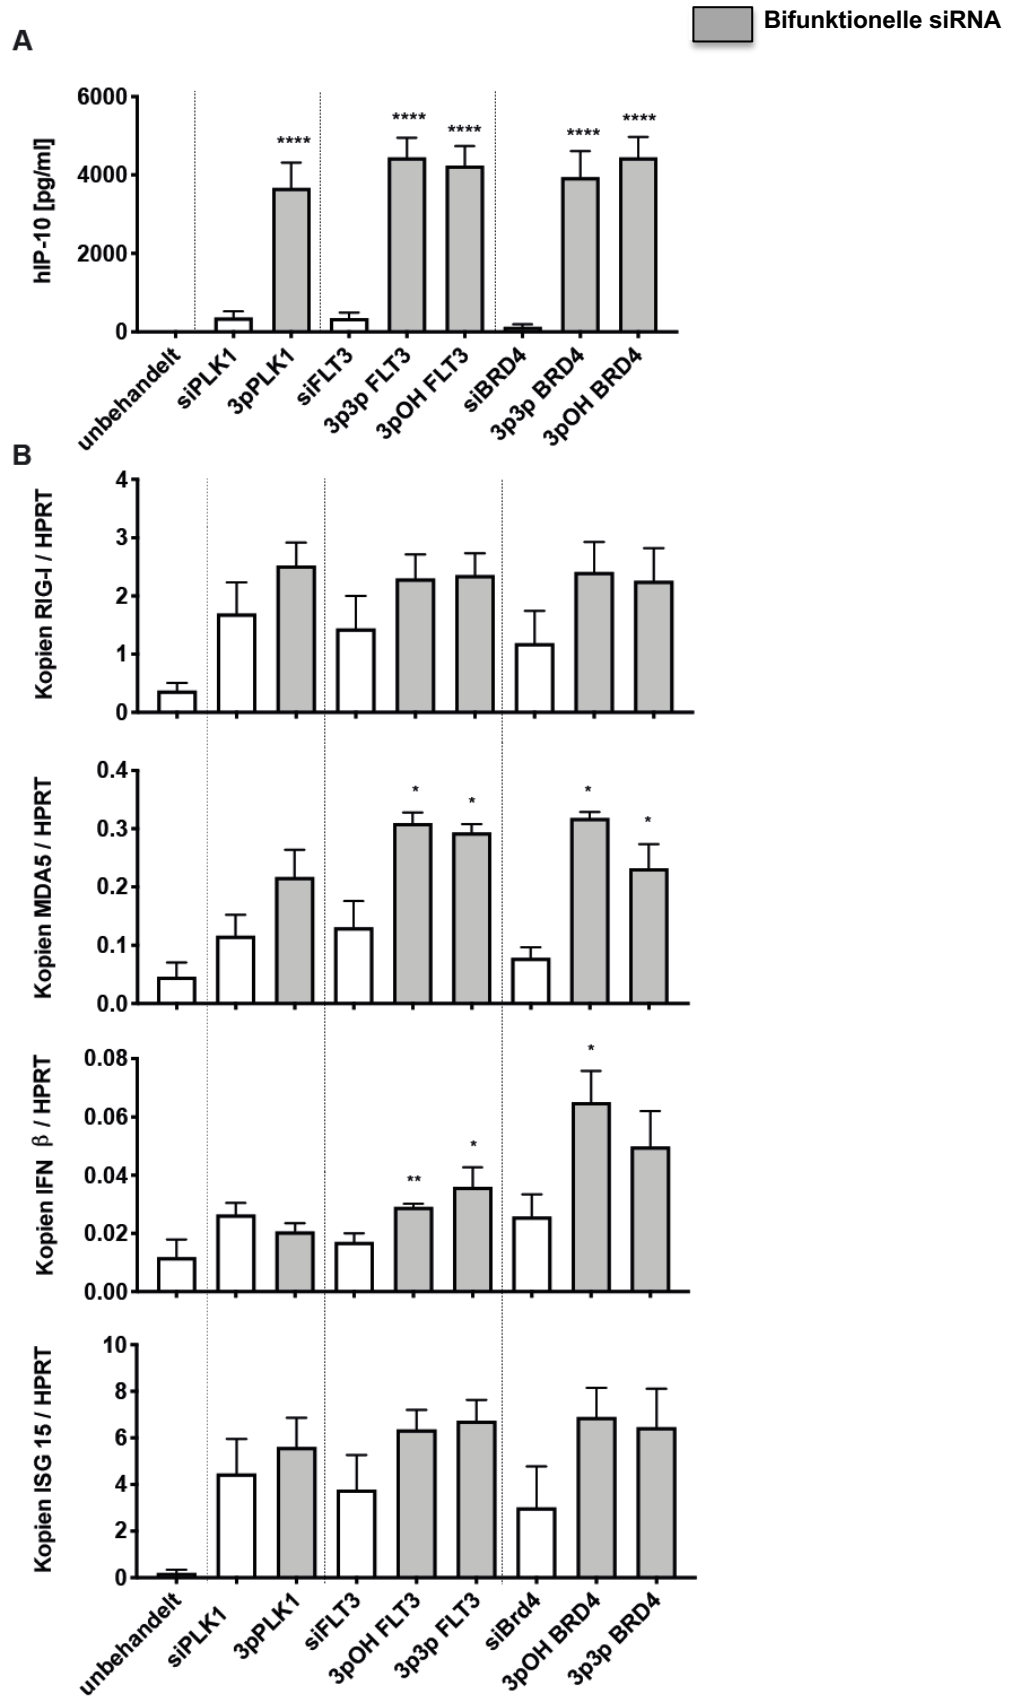 Bifunktionelle siRNA
A
hIP-10 [pg/ml]
6000
4000
2000
0
****
****
****
****
****
unbehandelt
siPLK1
3pPLK1
siFLT3
3p3p FLT3
3pOH FLT3
siBRD4
3p3p BRD4
3pOH BRD4
B
Kopien RIG-I / HPRT
4
3
2
1
0
Kopien MDA5 / HPRT
0.4
0.3
0.2
0.1
0.0
*
*
*
*
Kopien IFN β / HPRT
0.08
0.06
0.04
0.02
0.00
**
*
*
Kopien ISG 15 / HPRT
10
8
6
4
2
0
unbehandelt
siPLK1
3pPLK1
siFLT3
3pOH FLT3
3p3p FLT3
siBrd4
3pOH BRD4
3p3p BRD4